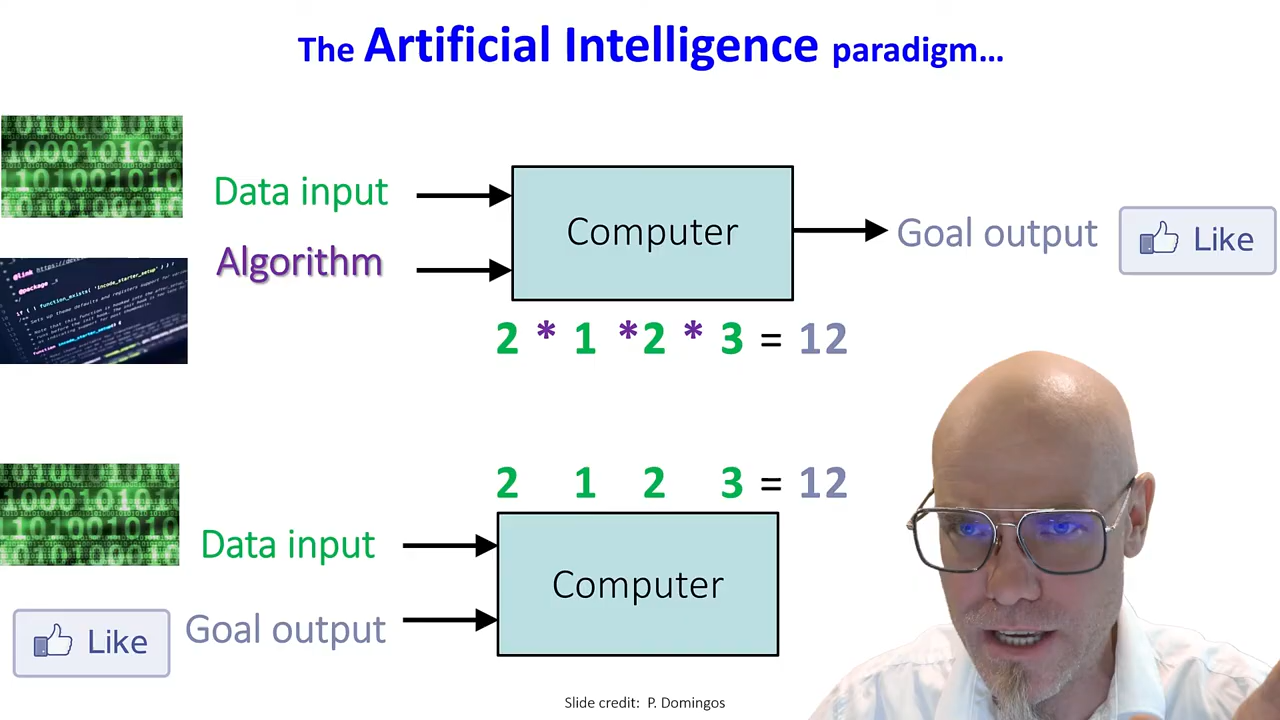 The Artificial Intelligence paradigm...
Data input
Algorithm
Computer
Goal output
Like
2 * 1 * 2 * 3 = 12
2 1 2 3 = 12
Data input
Goal output
Like
Computer
Slide credit: P. Domingos